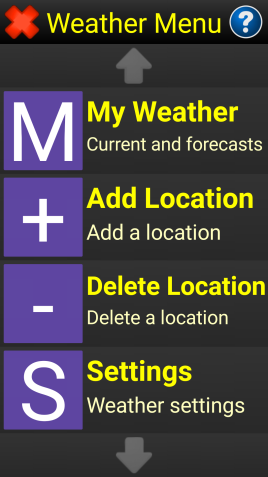 Weather Menu ?
M My Weather
Current and forecasts
+ Add Location
Add a location
- Delete Location
Delete a location
S Settings
Weather settings